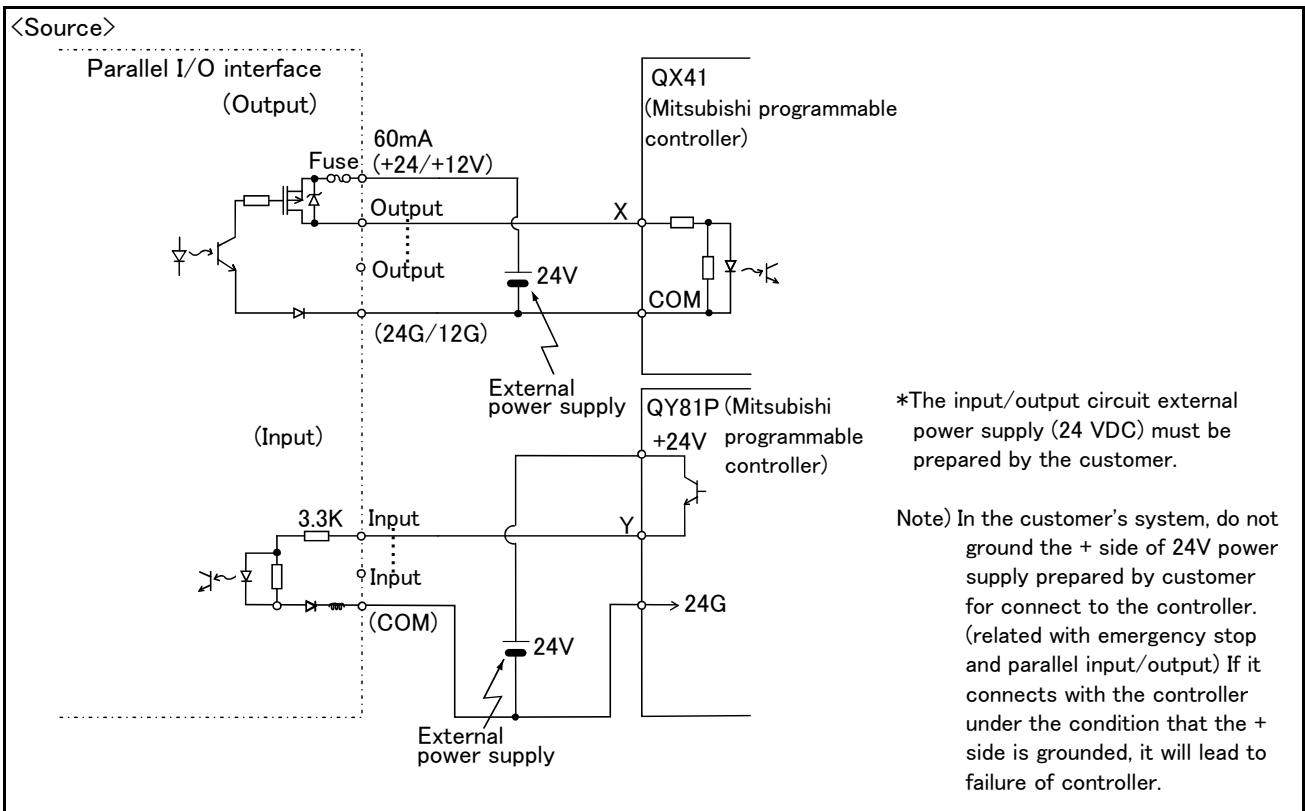 <Source>
Parallel I/O interface
(Output)
QX41
(Mitsubishi programmable
controller)
60mA
Fuse (+24/+12V)
Output
X
Output
24V
COM
(24G/12G)
External
power supply
QY81P (Mitsubishi
+24V programmable
controller)
(Input)
3.3K
Input
Y
Input
(COM)
24G
24V
External
power supply
*The input/output circuit external
power supply (24 VDC) must be
prepared by the customer.
Note) In the customer's system, do not
ground the + side of 24V power
supply prepared by customer
for connect to the controller.
(related with emergency stop
and parallel input/output) If it
connects with the controller
under the condition that the +
side is grounded, it will lead to
failure of controller.